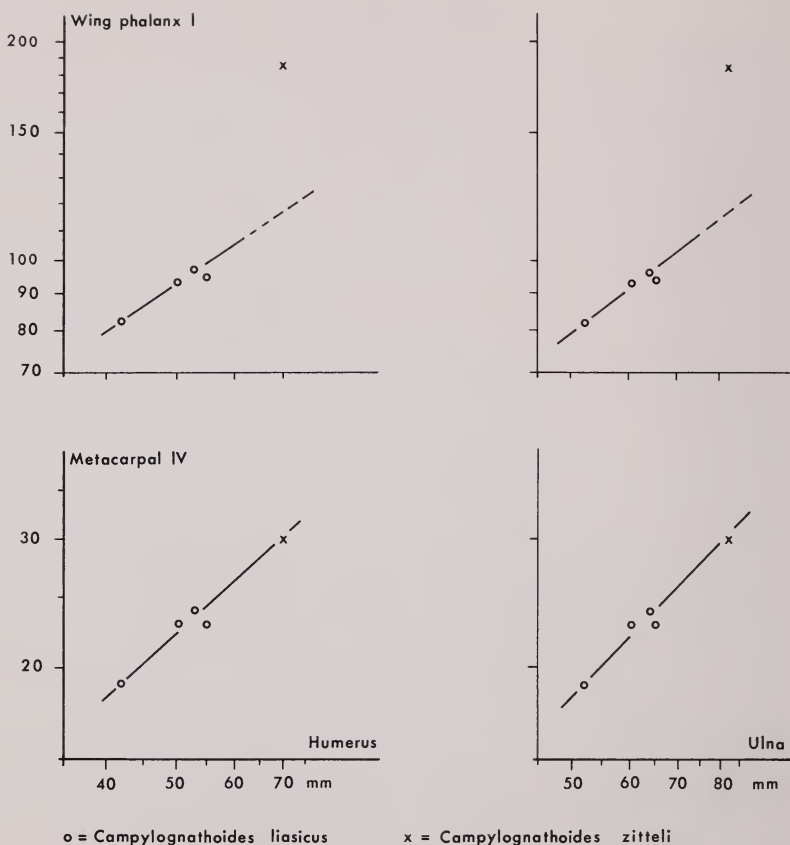 Wing phalanx I
200
150
100
90
80
70
Metacarpal IV
30
20
Humerus
Ulna
40 50 60 70 mm
50 60 70 80 mm
o = Campylognathoides liasicus x = Campylognathoides zitteli